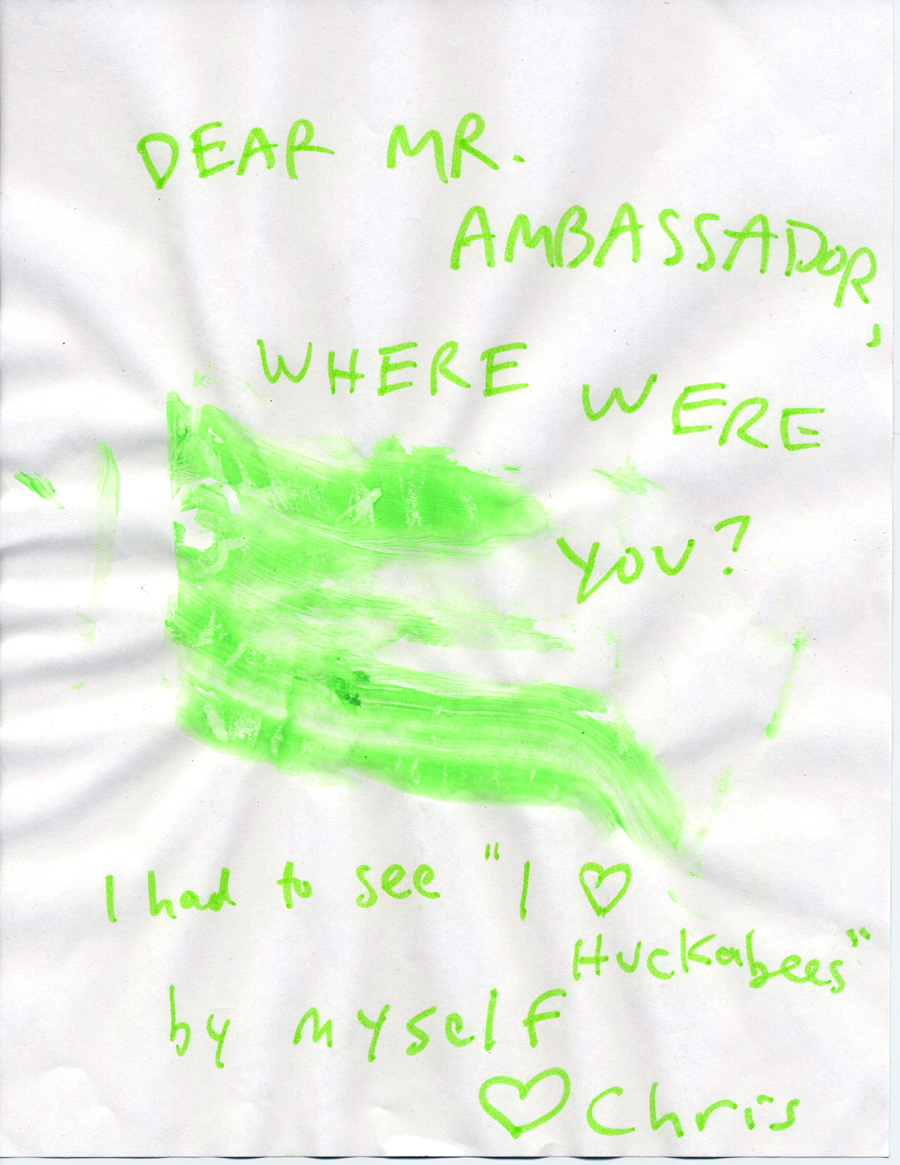 DEAR MR.
AMBASSADOR,
WHERE WERE
YOU?
I had to see "I ♡
Huckabees"
by myself
♡ Chris